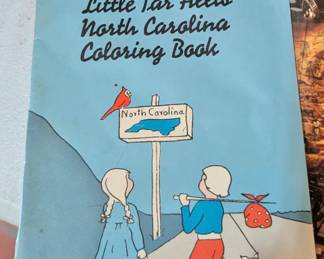 Little Tar Heels
North Carolina
Coloring Book
North Carolina